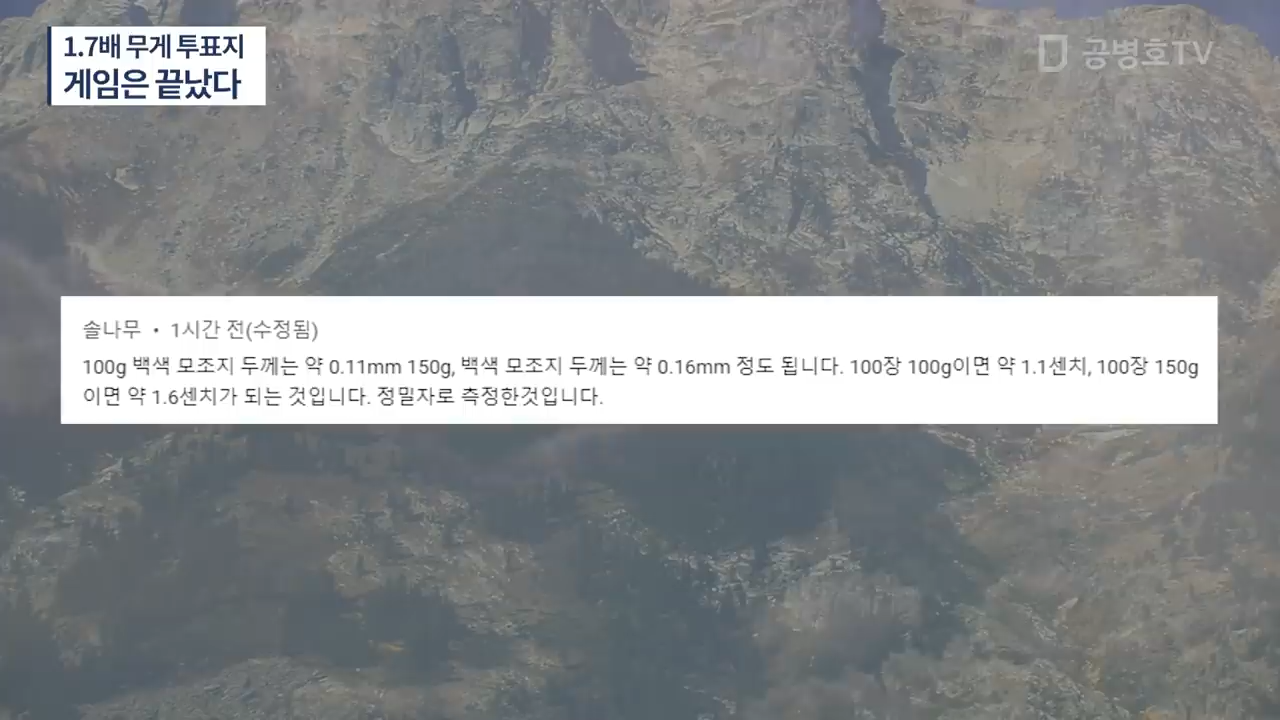 1.7배 무게 투표지
게임은 끝났다
공병호TV
솔나무 • 1시간 전(수정됨)
100g 백색 모조지 두께는 약 0.11mm 150g, 백색 모조지 두께는 약 0.16mm 정도 됩니다. 100장 100g이면 약 1.1센치, 100장 150g
이면 약 1.6센치가 되는 것입니다. 정밀자로 측정한것입니다.